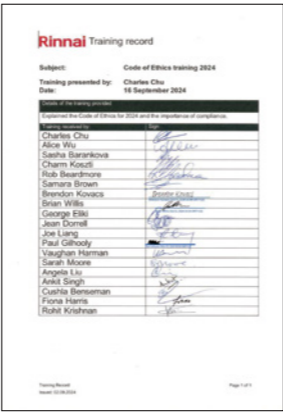 Rinnai Training record
Subject: Code of Ethics training 2024
Training presented by: Charles Chu
Date: 16 September 2024
Details of the training provided
Explained the Code of Ethics for 2024 and the importance of compliance.
Training received by: Sign
Charles Chu
Alice Wu
Sasha Barankova
Charm Koszti
Rob Beardmore
Samara Brown
Brendon Kovacs Brendon Kovacs
Brian Willis
George Eliki
Jean Dorrell
Joe Liang
Paul Gilhooly
Vaughan Harman
Sarah Moore
Angela Liu
Ankit Singh
Cushla Benseman
Fiona Harris
Rohit Krishnan
Training Record Page 1 of 1